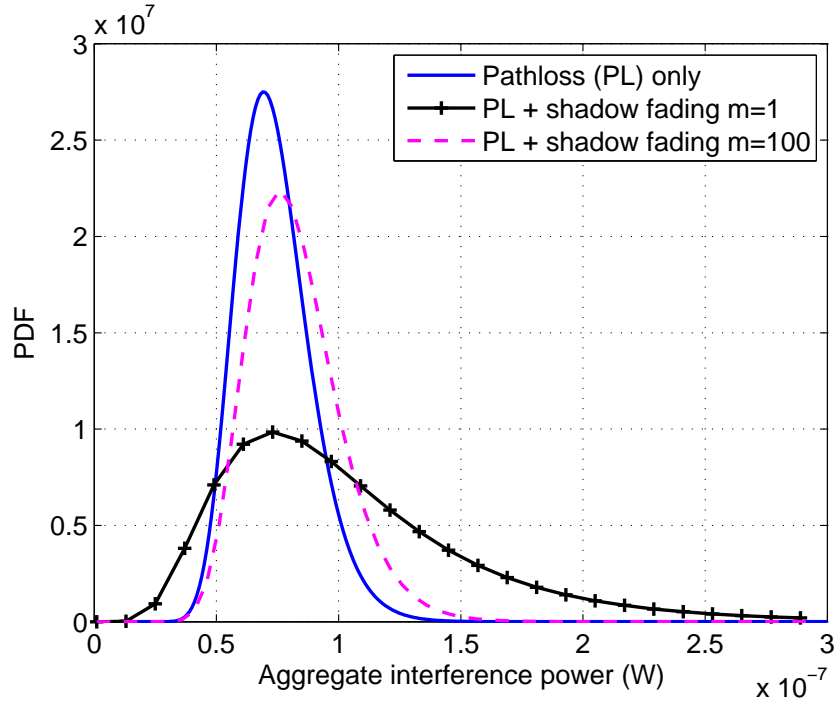 x 10^7
3
2.5
2
1.5
1
0.5
0
PDF
Pathloss (PL) only
PL + shadow fading m=1
PL + shadow fading m=100
0 0.5 1 1.5 2 2.5 3
Aggregate interference power (W)
x 10^-7